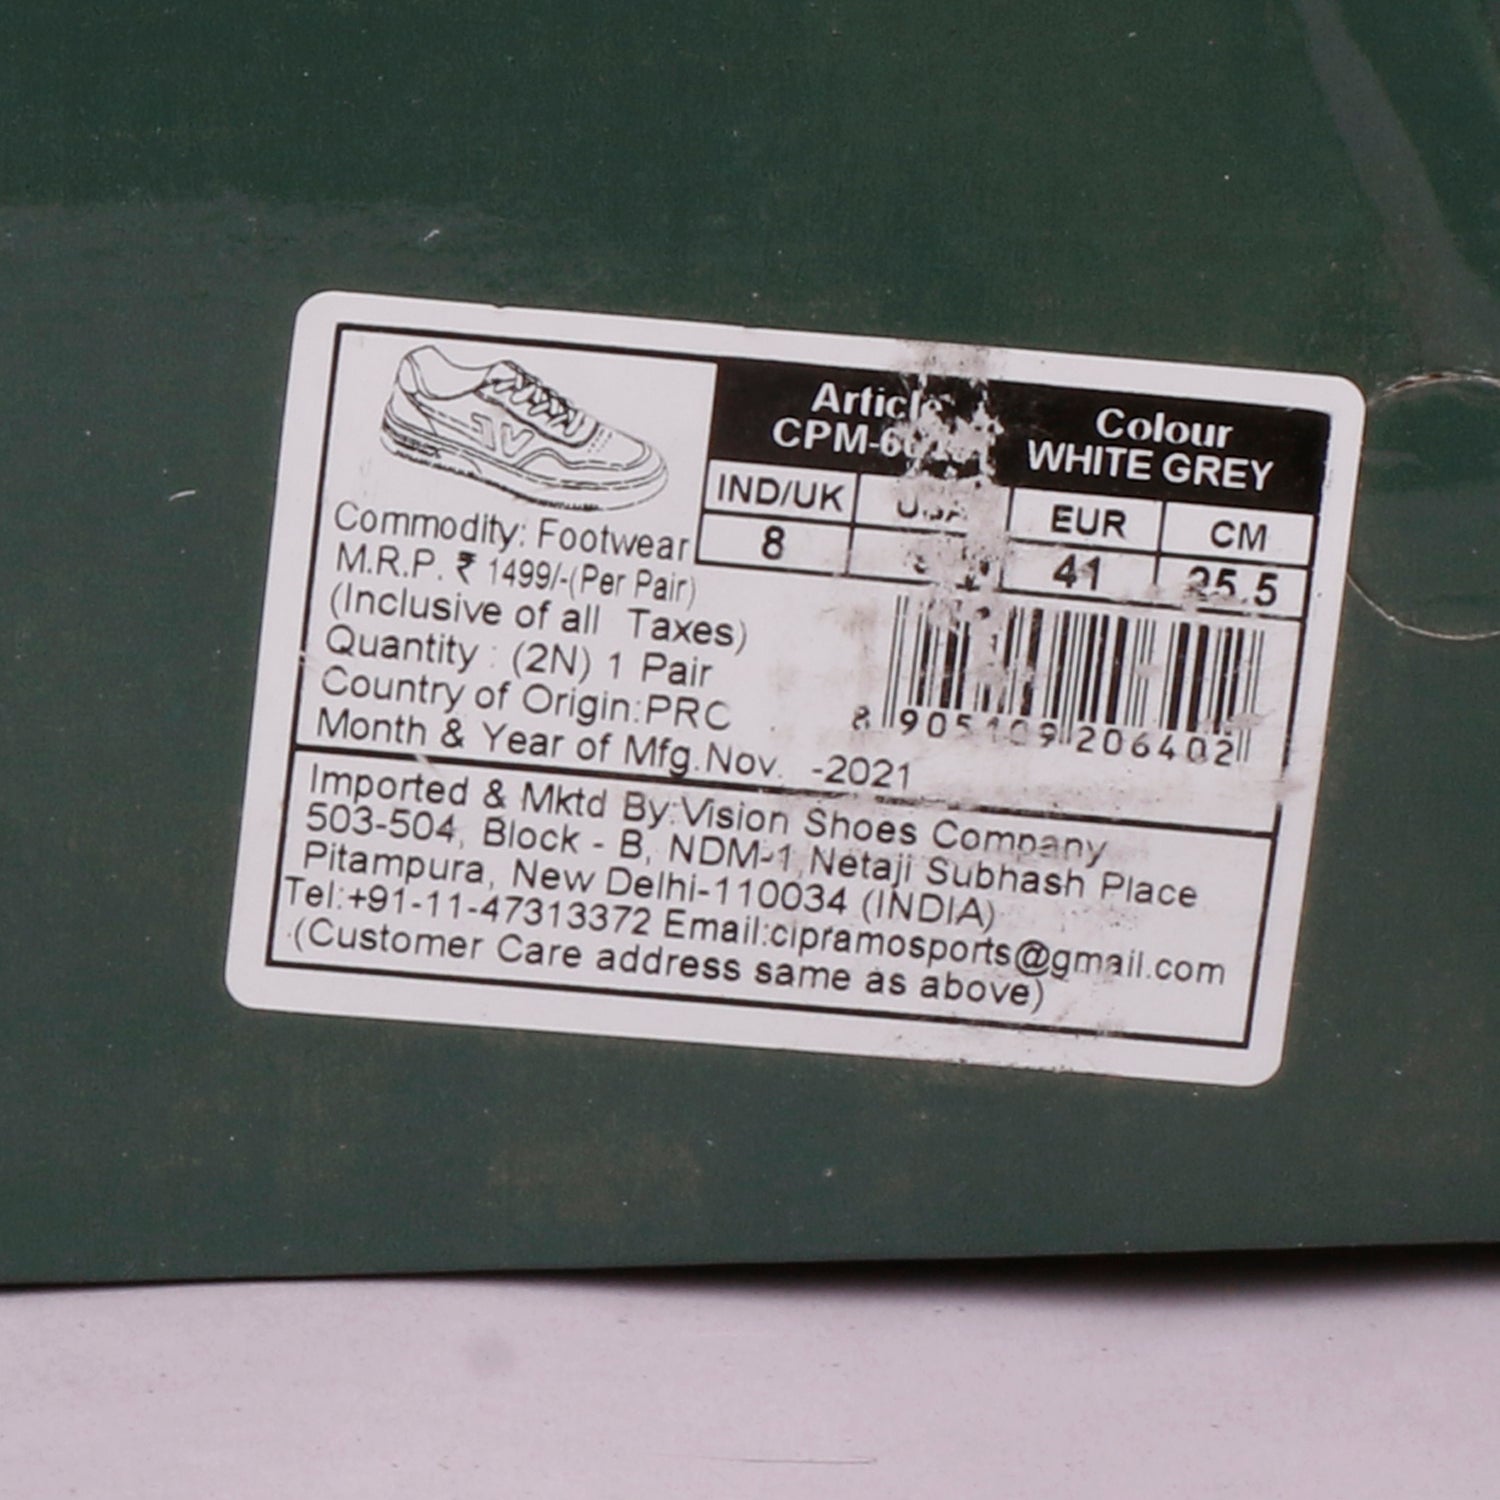 Colour
WHITE GREY
IND/UK EUR CM
8 41 25.5
Commodity: Footwear
M.R.P. ₹ 1499/-(Per Pair)
(Inclusive of all Taxes)
Quantity : (2N) 1 Pair
Country of Origin:PRC
Month & Year of Mfg.Nov. -2021
206402
Imported & Mktd By:Vision Shoes Company
503-504, Block - B, NDM-1,Netaji Subhash Place
Pitampura, New Delhi-110034 (INDIA)
Tel:+91-11-47313372 Email:cipramosports@gmail.com
(Customer Care address same as above)